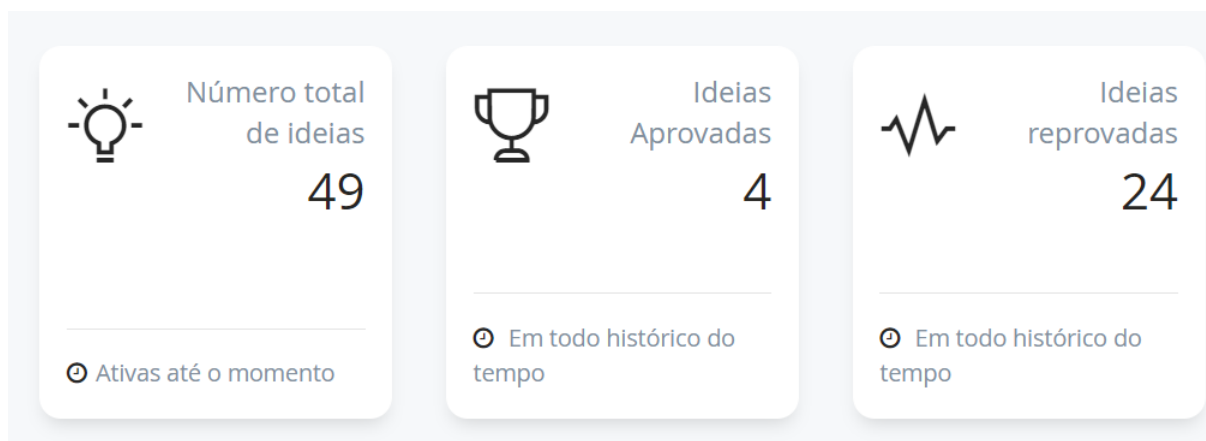 Número total
de ideias
49
Ativas até o momento
Ideias
Aprovadas
4
Em todo histórico do
tempo
Ideias
reprovadas
24
Em todo histórico do
tempo